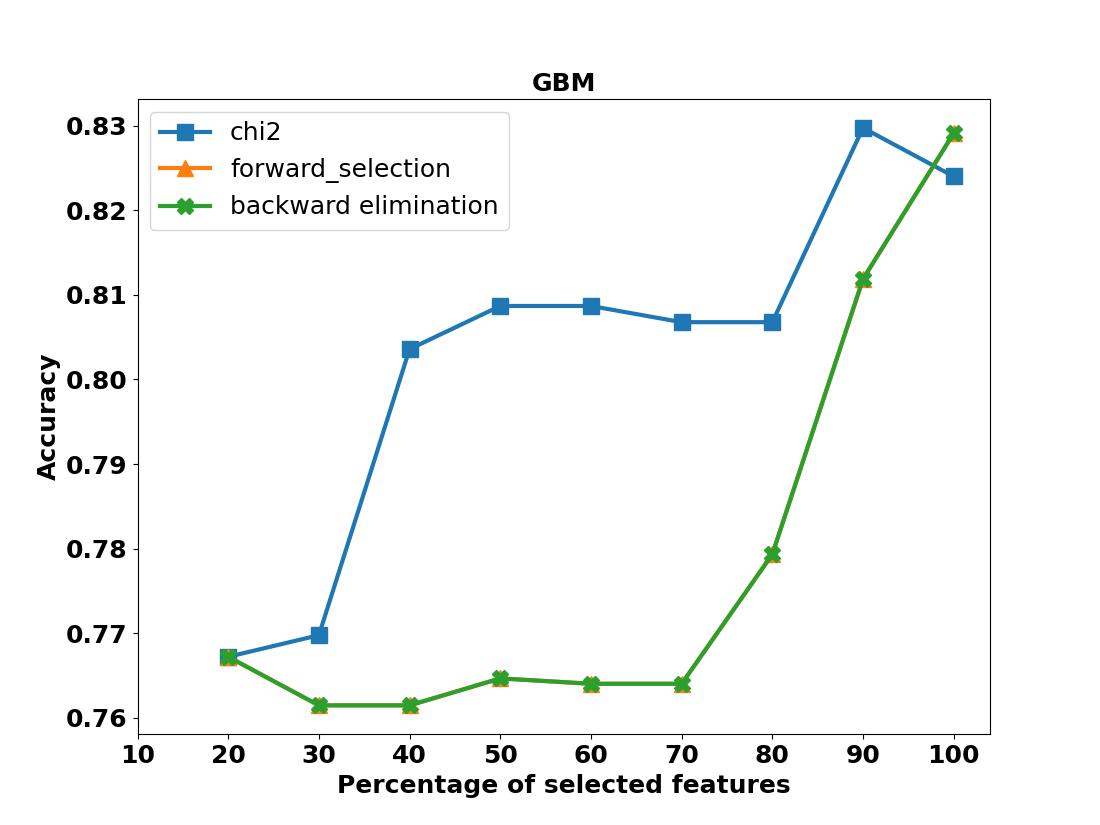 GBM
chi2
forward_selection
backward elimination
0.83
0.82
0.81
0.80
0.79
0.78
0.77
0.76
Accuracy
10 20 30 40 50 60 70 80 90 100
Percentage of selected features